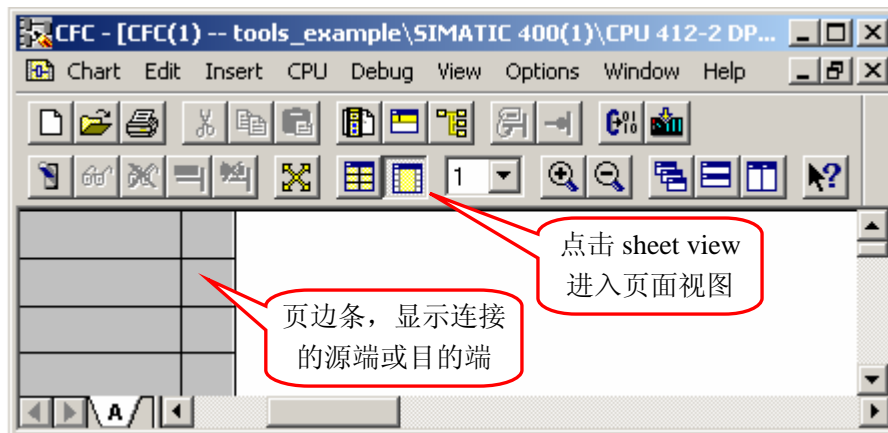 CFC - [CFC(1) -- tools_example\SIMATIC 400(1)\CPU 412-2 DP...
Chart Edit Insert CPU Debug View Options Window Help
1
点击 sheet view
进入页面视图
页边条，显示连接
的源端或目的端
A